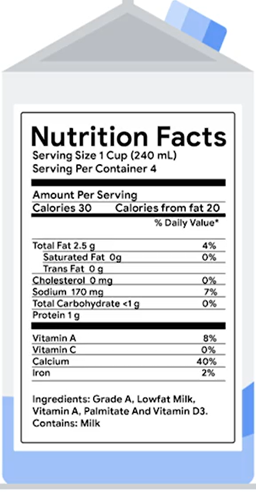 Nutrition Facts
Serving Size 1 Cup (240 mL)
Serving Per Container 4
Amount Per Serving
Calories 30 Calories from fat 20
% Daily Value*
Total Fat 2.5 g 4%
Saturated Fat 0g 0%
Trans Fat 0 g
Cholesterol 0 mg 0%
Sodium 170 mg 7%
Total Carbohydrate <1 g 0%
Protein 1 g
Vitamin A 8%
Vitamin C 0%
Calcium 40%
Iron 2%
Ingredients: Grade A, Lowfat Milk,
Vitamin A, Palmitate And Vitamin D3.
Contains: Milk